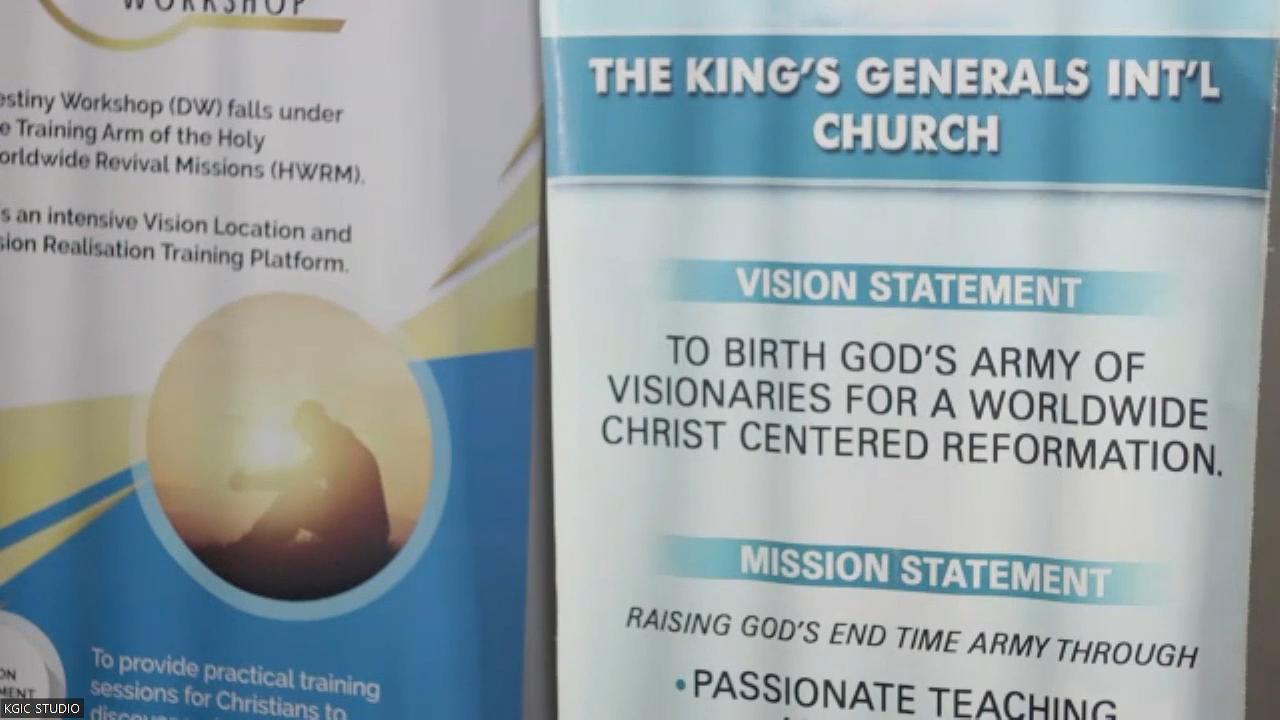 WORKSHOP
estiny Workshop (DW) falls under
e Training Arm of the Holy
orldwide Revival Missions (HWRM).
s an intensive Vision Location and
sion Realisation Training Platform.
ON
MENT
To provide practical training
sessions for Christians to
discover
KGIC STUDIO
THE KING'S GENERALS INT'L
CHURCH
VISION STATEMENT
TO BIRTH GOD'S ARMY OF
VISIONARIES FOR A WORLDWIDE
CHRIST CENTERED REFORMATION.
MISSION STATEMENT
RAISING GOD'S END TIME ARMY THROUGH
•PASSIONATE TEACHING